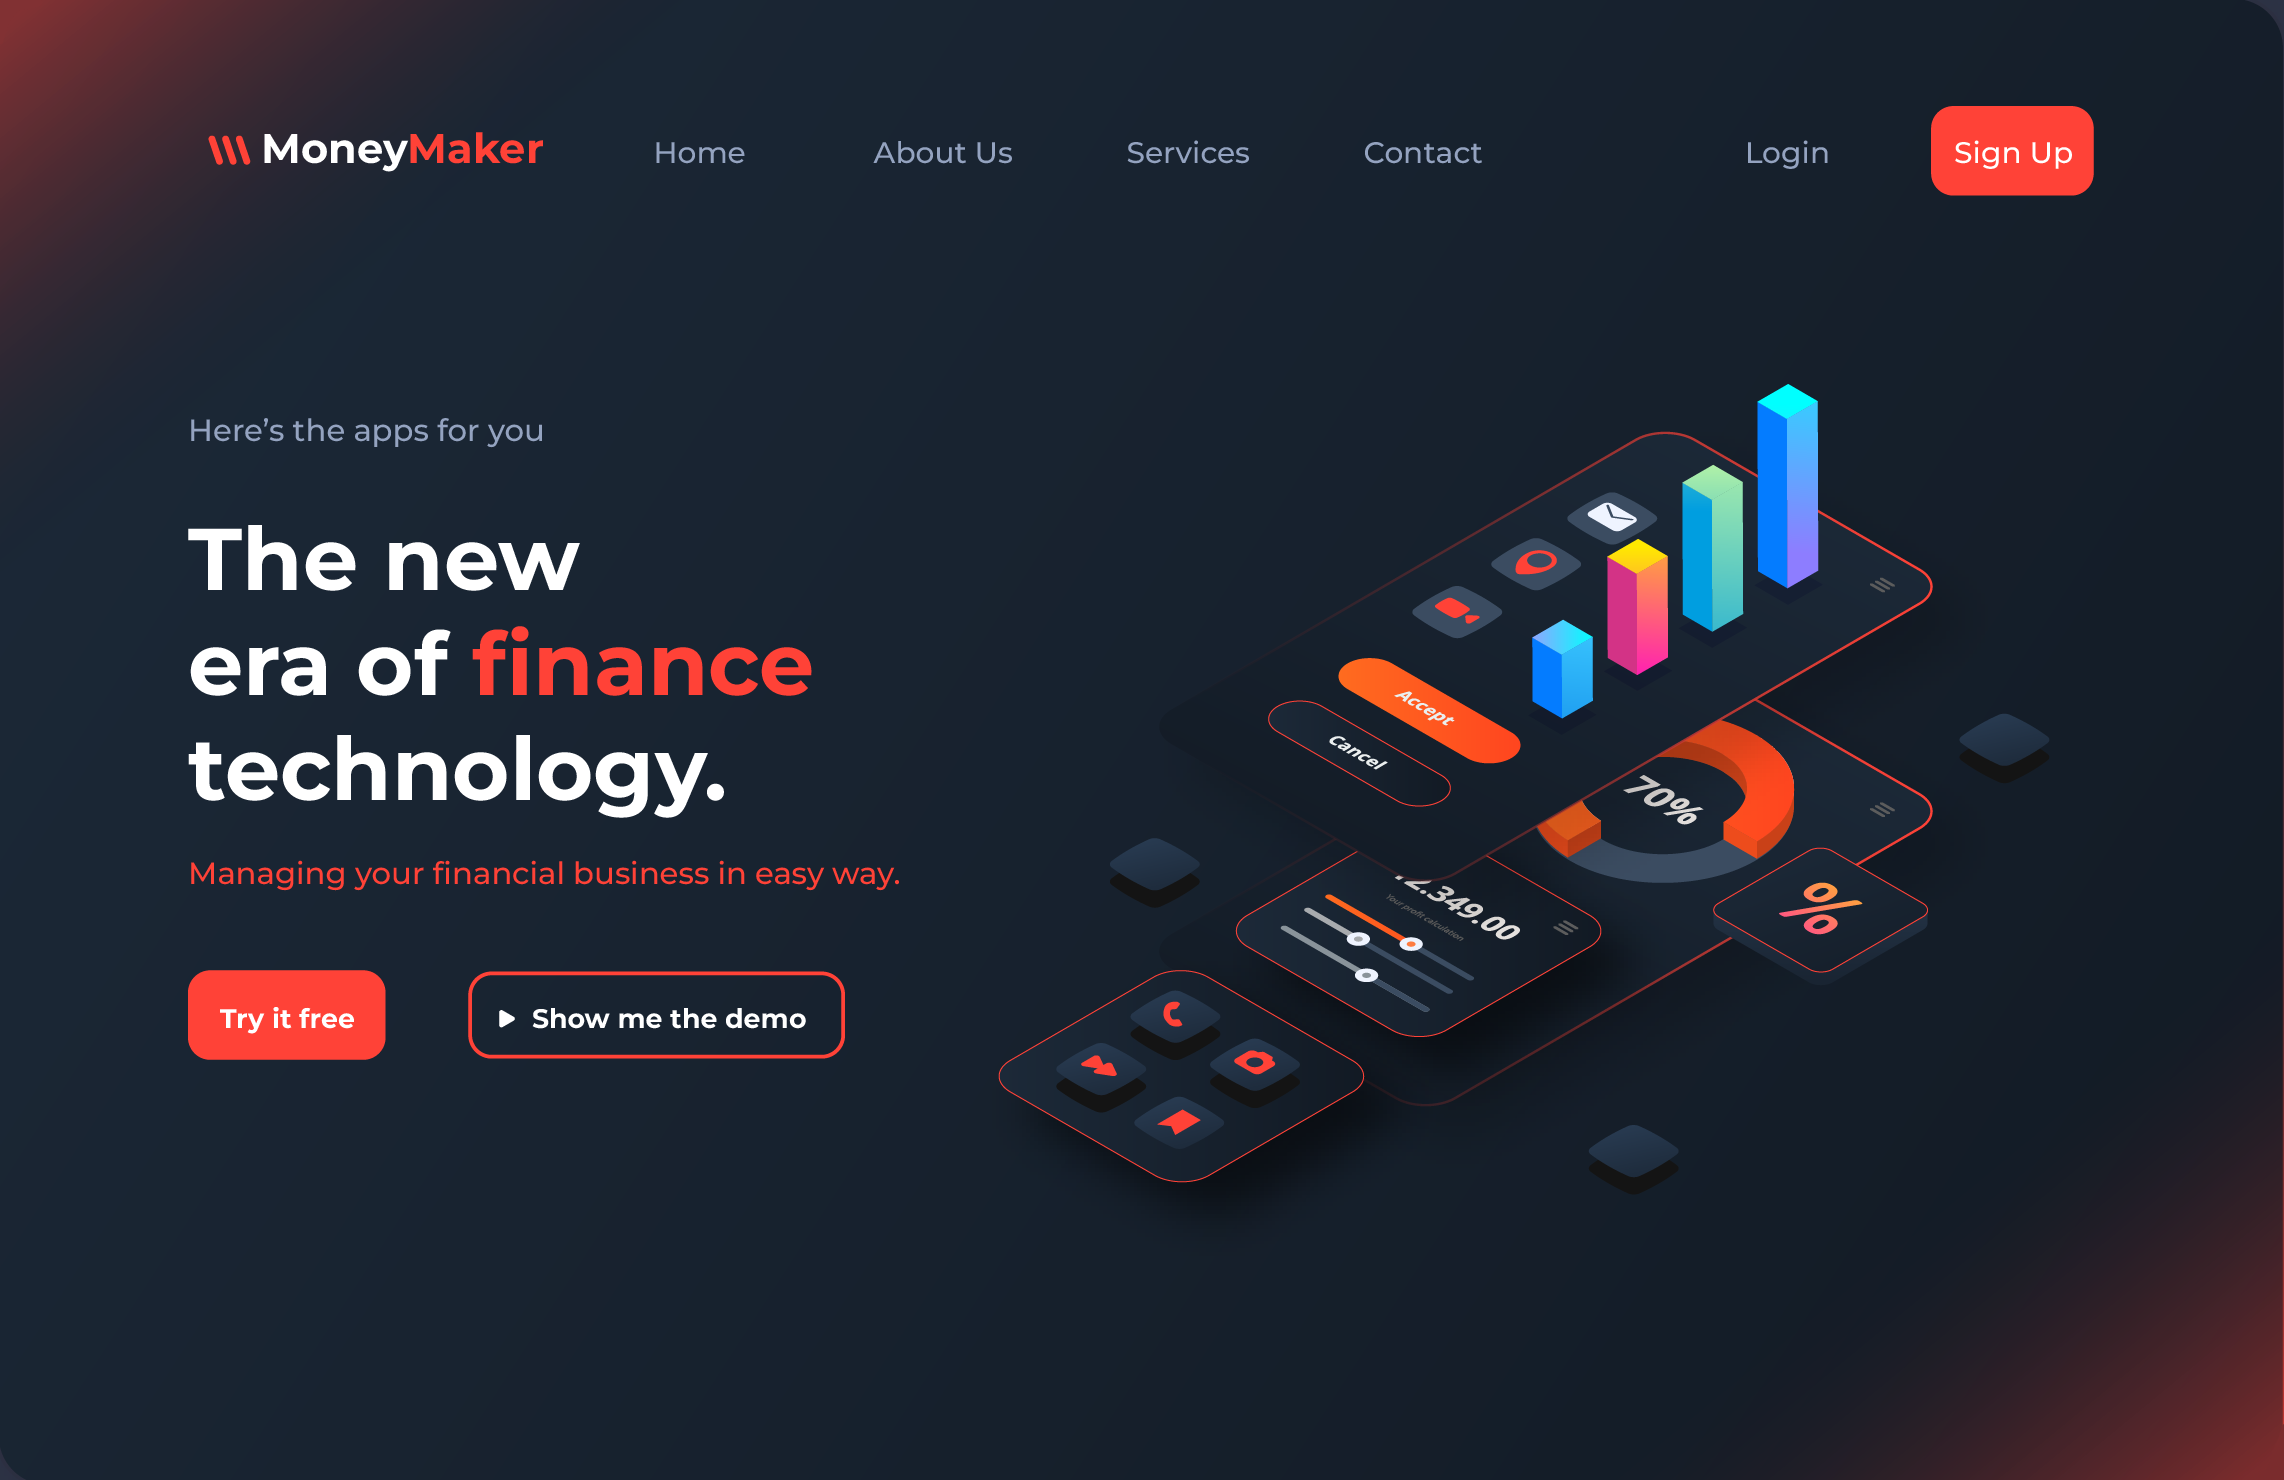 MoneyMaker
Home
About Us
Services
Contact
Login
Sign Up
Here’s the apps for you
The new
era of finance
technology.
Managing your financial business in easy way.
Try it free
Show me the demo
Accept
Cancel
70%
2.349.00
Your profit calculation
%